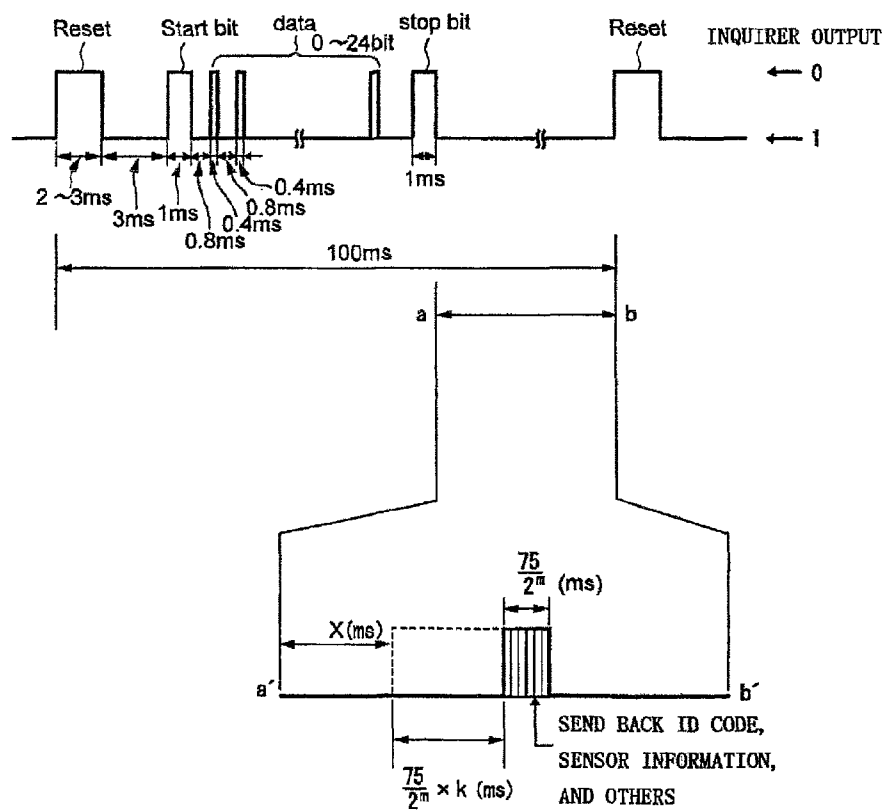 Reset
Start bit
data
0 ~24bit
stop bit
Reset
INQUIRER OUTPUT
0
1
2 ~3ms
3ms
1ms
0.8ms
0.4ms
0.8ms
0.4ms
1ms
100ms
a
b
75/2^m (ms)
X(ms)
a´
b´
75/2^m × k (ms)
SEND BACK ID CODE,
SENSOR INFORMATION,
AND OTHERS